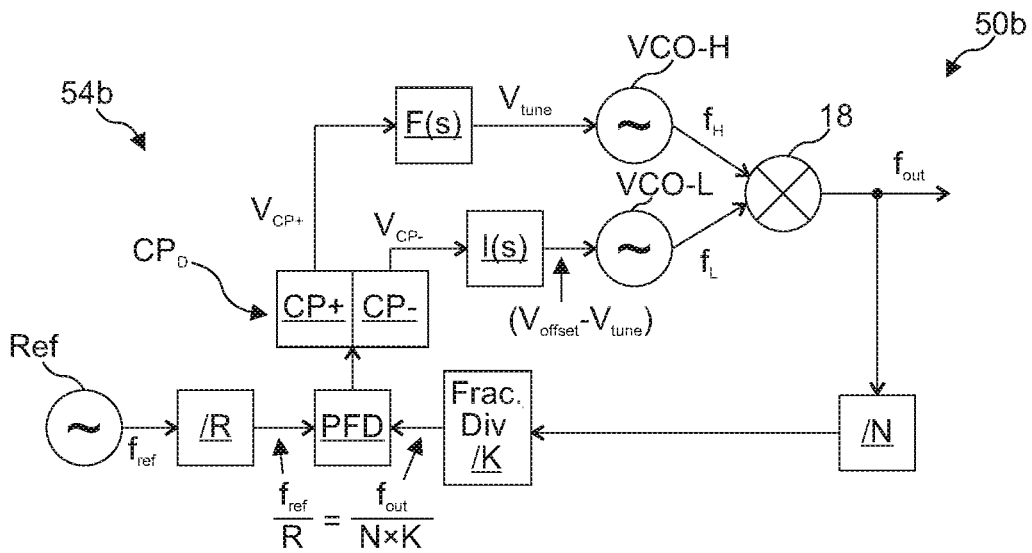 50b
VCO-H
54b
F(s)
V_tune
f_H
18
f_out
VCO-L
V_CP+
V_CP-
I(s)
f_L
CP_D
CP+
CP-
(V_offset-V_tune)
Ref
~
~
~
f_ref
/R
PFD
Frac.
Div
/K
/N
f_ref
R
=
f_out
N×K